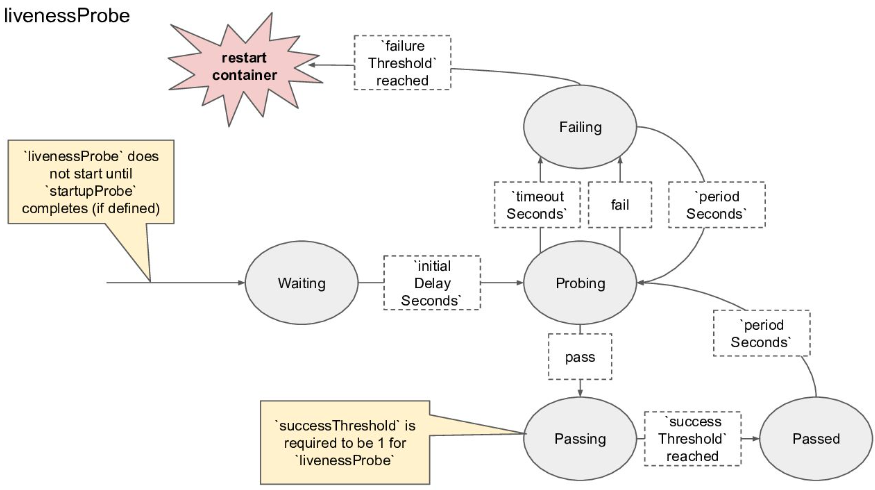 livenessProbe
restart
container
`failure
Threshold`
reached
Failing
`livenessProbe` does
not start until
`startupProbe`
completes (if defined)
`timeout
Seconds`
fail
`period
Seconds`
Waiting
`initial
Delay
Seconds`
Probing
`period
Seconds`
pass
`successThreshold` is
required to be 1 for
`livenessProbe`
Passing
`success
Threshold`
reached
Passed